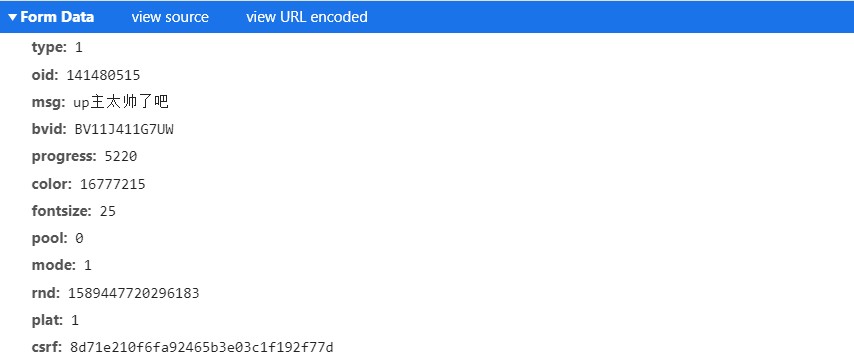 Form Data view source view URL encoded
type: 1
oid: 141480515
msg: up主太帅了吧
bvid: BV11J411G7UW
progress: 5220
color: 16777215
fontsize: 25
pool: 0
mode: 1
rnd: 1589447720296183
plat: 1
csrf: 8d71e210f6fa92465b3e03c1f192f77d